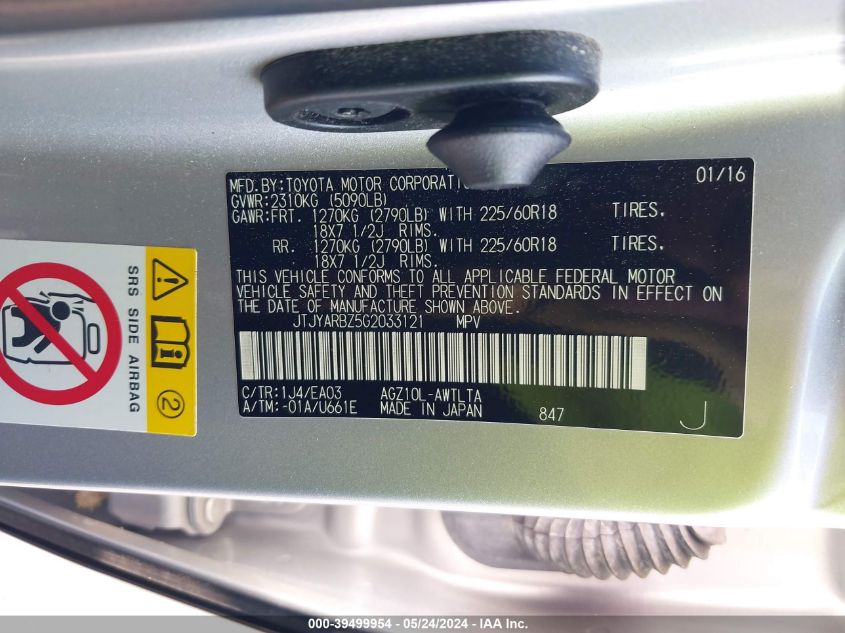 MFD.BY:TOYOTA MOTOR CORPORATION 01/16
GVWR:2310KG (5090LB)
GAWR:FRT. 1270KG (2790LB) WITH 225/60R18 TIRES.
18X7 1/2J RIMS.
RR. 1270KG (2790LB) WITH 225/60R18 TIRES.
18X7 1/2J RIMS.
THIS VEHICLE CONFORMS TO ALL APPLICABLE FEDERAL MOTOR
VEHICLE SAFETY AND THEFT PREVENTION STANDARDS IN EFFECT ON
THE DATE OF MANUFACTURE SHOWN ABOVE.
JTJYARBZ5G2033121 MPV
C/TR:1J4/EA03 AGZ10L-AWTLTA
A/TM:-01A/U661E MADE IN JAPAN 847 J
SRS SIDE AIRBAG
2
000-39499954 / 05/24/2024 - IAA Inc.